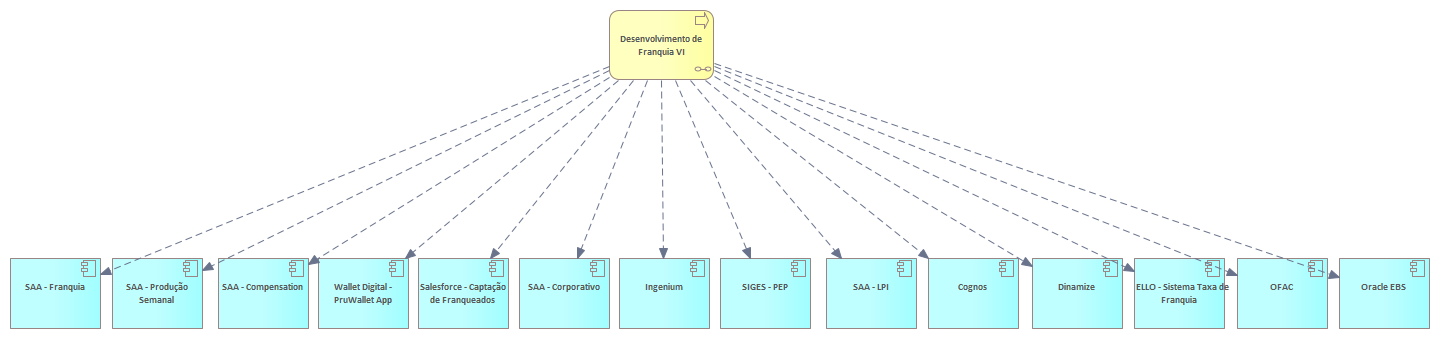 Desenvolvimento de
Franquia VI
SAA - Franquia
SAA - Produção
Semanal
SAA - Compensation
Wallet Digital -
PruWallet App
Salesforce - Captação
de Franqueados
SAA - Corporativo
Ingenium
SIGES - PEP
SAA - LPI
Cognos
Dinamize
ELLO - Sistema Taxa de
Franquia
OFAC
Oracle EBS